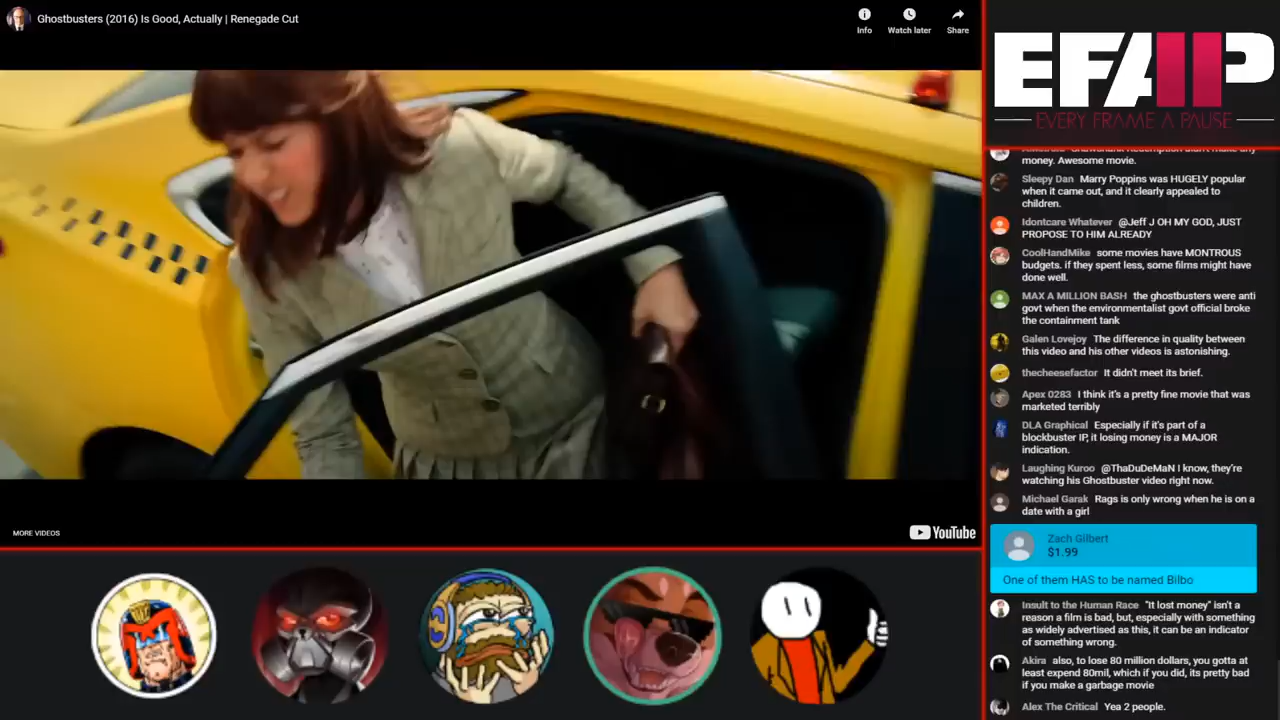 Ghostbusters (2016) Is Good, Actually | Renegade Cut
Info
Watch later
Share
MORE VIDEOS
YouTube
EFAP
EVERY FRAME A PAUSE
money. Awesome movie.
Sleepy Dan Marry Poppins was HUGELY popular
when it came out, and it clearly appealed to
children.
Idontcare Whatever @Jeff J OH MY GOD, JUST
PROPOSE TO HIM ALREADY
CoolHandMike some movies have MONTROUS
budgets. if they spent less, some films might have
done well.
MAX A MILLION BASH the ghostbusters were anti
govt when the environmentalist govt official broke
the containment tank
Galen Lovejoy The difference in quality between
this video and his other videos is astonishing.
thecheesefactor It didn't meet its brief.
Apex 0283 I think it's a pretty fine movie that was
marketed terribly
DLA Graphical Especially if it's part of a
blockbuster IP, it losing money is a MAJOR
indication.
Laughing Kuroo @ThaDuDeMaN I know, they're
watching his Ghostbuster video right now.
Michael Garak Rags is only wrong when he is on a
date with a girl
Zach Gilbert
$1.99
One of them HAS to be named Bilbo
Insult to the Human Race "It lost money" isn't a
reason a film is bad, but, especially with something
as widely advertised as this, it can be an indicator
of something wrong.
Akira also, to lose 80 million dollars, you gotta at
least expend 80mil, which if you did, its pretty bad
if you make a garbage movie
Alex The Critical Yea 2 people.